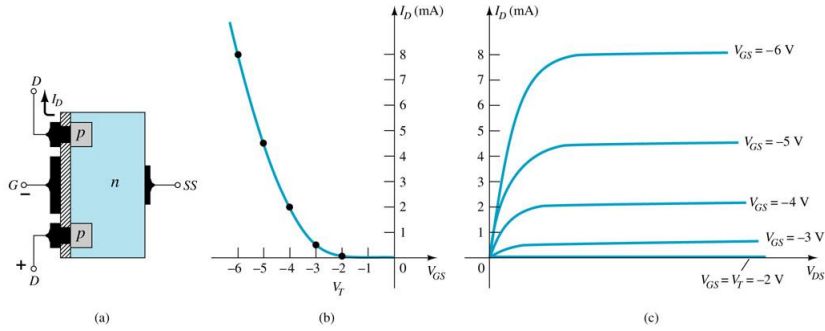 D
I_D
p
n
G
–
SS
p
+
D
(a)
I_D (mA)
8
7
6
5
4
3
2
1
–6 –5 –4 –3 –2 –1 0 V_GS
V_T
(b)
I_D (mA)
8
7
6
5
4
3
2
1
0
V_GS = –6 V
V_GS = –5 V
V_GS = –4 V
V_GS = –3 V
V_GS = V_T = –2 V
V_DS
(c)